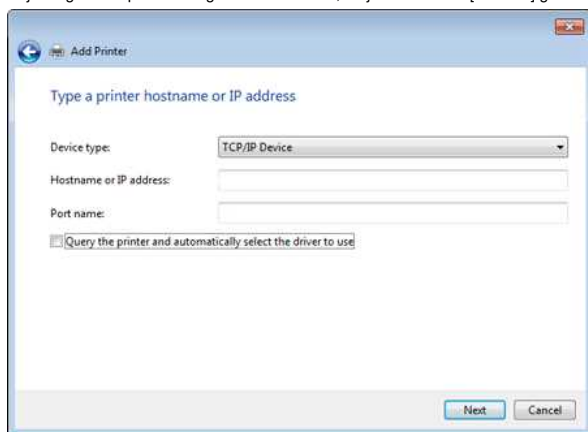 Add Printer
Type a printer hostname or IP address
Device type: TCP/IP Device
Hostname or IP address:
Port name:
Query the printer and automatically select the driver to use
Next Cancel